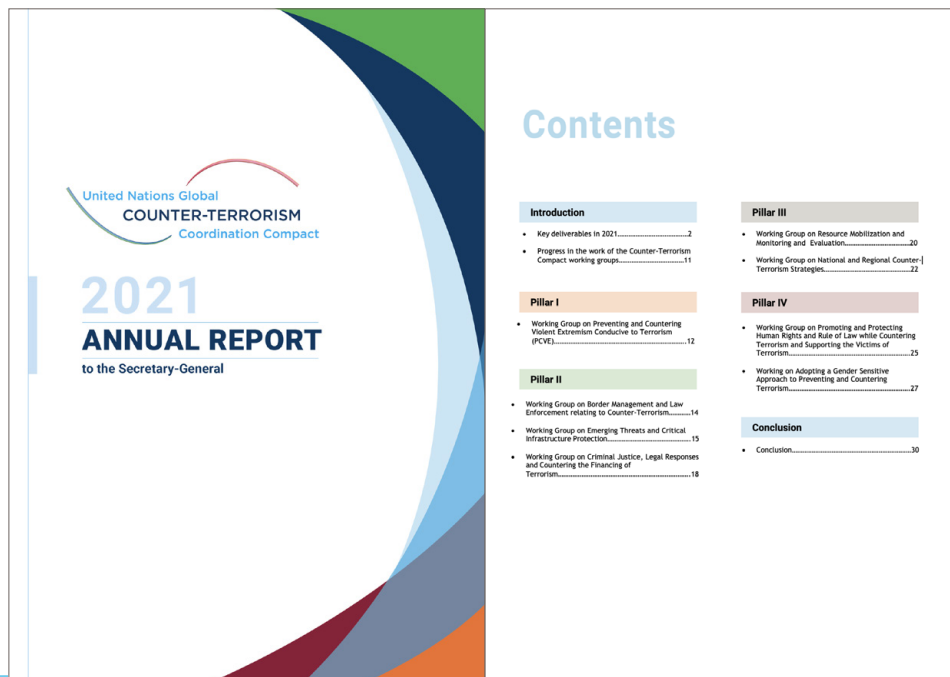 United Nations Global
COUNTER-TERRORISM
Coordination Compact
2021
ANNUAL REPORT
to the Secretary-General
Contents
Introduction
• Key deliverables in 2021.................................2
• Progress in the work of the Counter-Terrorism
Compact working groups..............................11
Pillar I
• Working Group on Preventing and Countering
Violent Extremism Conducive to Terrorism
(PCVE)..............................................................12
Pillar II
• Working Group on Border Management and Law
Enforcement relating to Counter-Terrorism..........14
• Working Group on Emerging Threats and Critical
Infrastructure Protection.......................................15
• Working Group on Criminal Justice, Legal Responses
and Countering the Financing of
Terrorism..............................................................18
Pillar III
• Working Group on Resource Mobilization and
Monitoring and Evaluation..............................20
• Working Group on National and Regional Counter-
Terrorism Strategies.........................................22
Pillar IV
• Working Group on Promoting and Protecting
Human Rights and Rule of Law while Countering
Terrorism and Supporting the Victims of
Terrorism.........................................................25
• Working on Adopting a Gender Sensitive
Approach to Preventing and Countering
Terrorism.........................................................27
Conclusion
• Conclusion.......................................................30